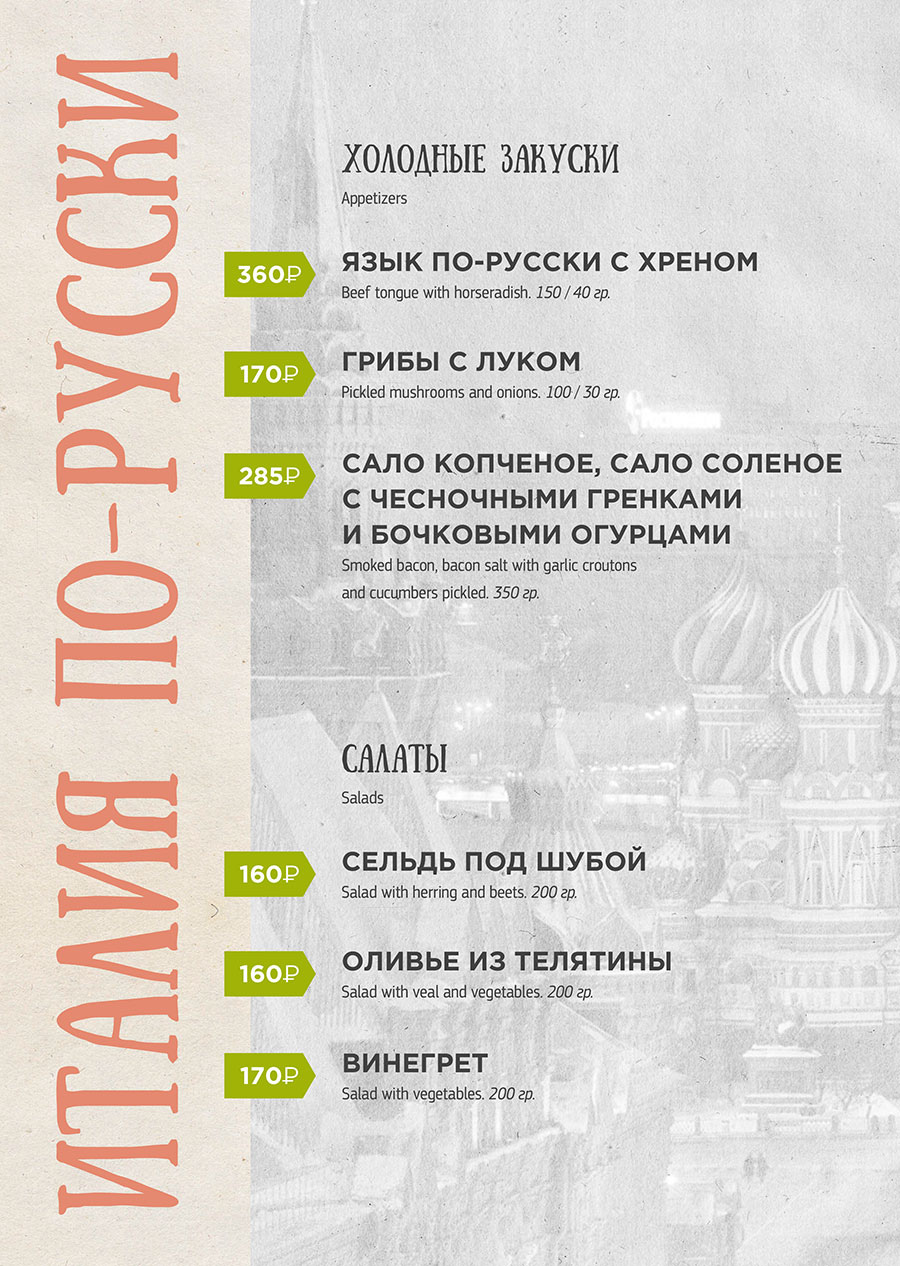 ИТАЛИЯ ПО-РУССКИ
ХОЛОДНЫЕ ЗАКУСКИ
Appetizers
360₽
ЯЗЫК ПО-РУССКИ С ХРЕНОМ
Beef tongue with horseradish. 150 / 40 гр.
170₽
ГРИБЫ С ЛУКОМ
Pickled mushrooms and onions. 100 / 30 гр.
285₽
САЛО КОПЧЕНОЕ, САЛО СОЛЕНОЕ
С ЧЕСНОЧНЫМИ ГРЕНКАМИ
И БОЧКОВЫМИ ОГУРЦАМИ
Smoked bacon, bacon salt with garlic croutons
and cucumbers pickled. 350 гр.
САЛАТЫ
Salads
160₽
СЕЛЬДЬ ПОД ШУБОЙ
Salad with herring and beets. 200 гр.
160₽
ОЛИВЬЕ ИЗ ТЕЛЯТИНЫ
Salad with veal and vegetables. 200 гр.
170₽
ВИНЕГРЕТ
Salad with vegetables. 200 гр.